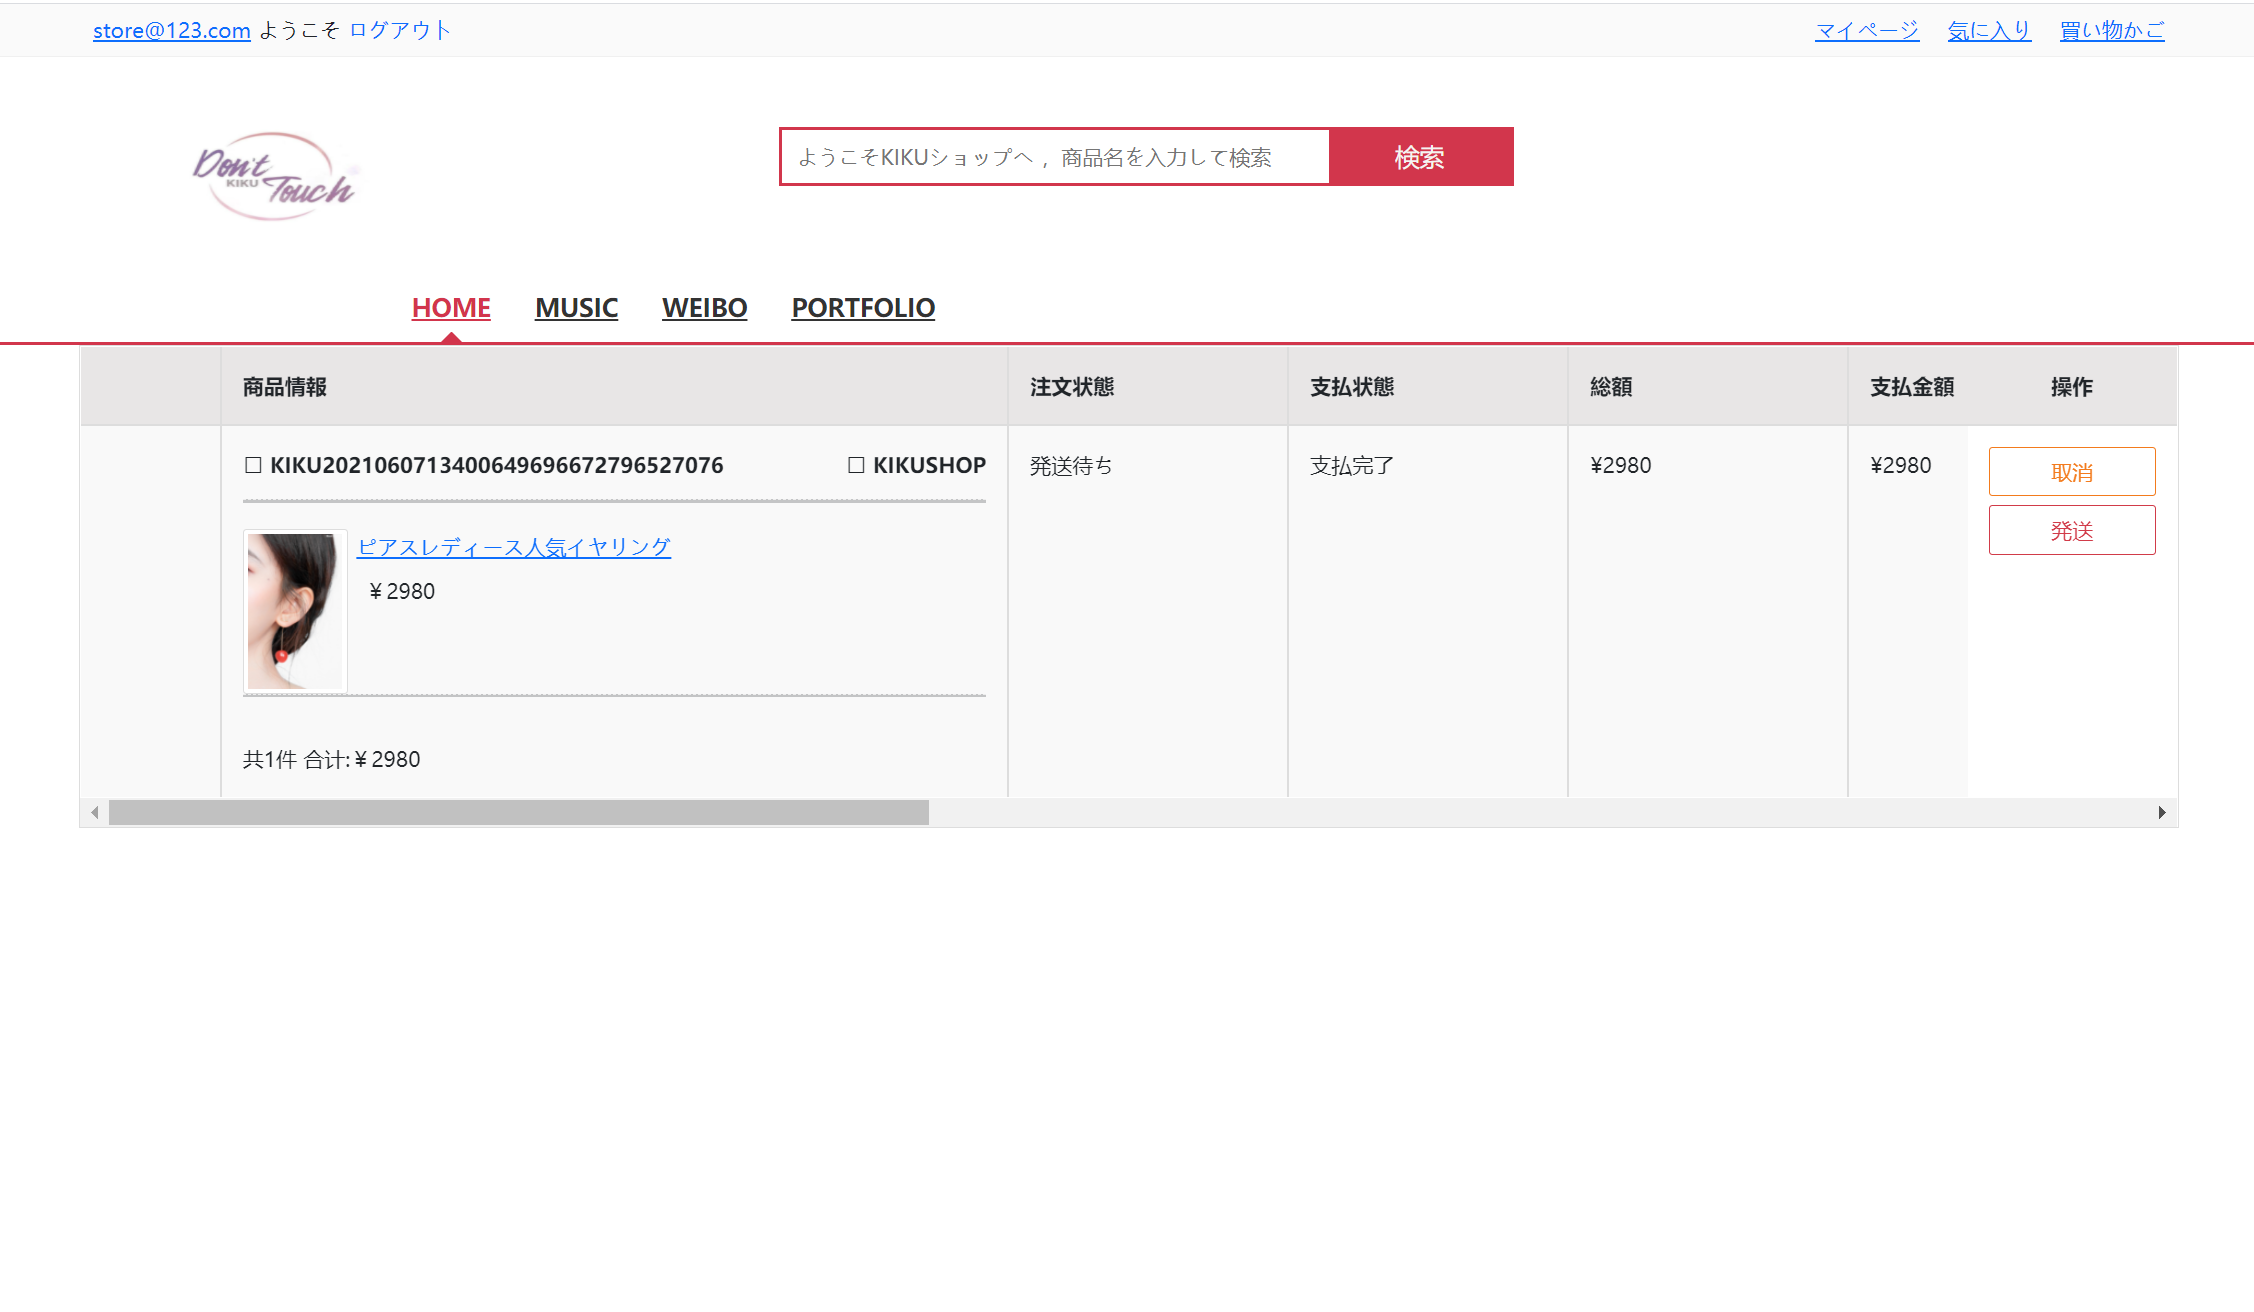 store@123.com ようこそ ログアウト
マイページ 気に入り 買い物かご
Don't
KIKU
Touch
ようこそKIKUショップへ ，商品名を入力して検索 検索
HOME MUSIC WEIBO PORTFOLIO
商品情報 注文状態 支払状態 総額 支払金額 操作
☐ KIKU20210607134006496966672796527076 ☐ KIKUSHOP 発送待ち 支払完了 ¥2980 ¥2980 取消
発送
ピアスレディース人気イヤリング
¥ 2980
共1件 合计: ¥ 2980